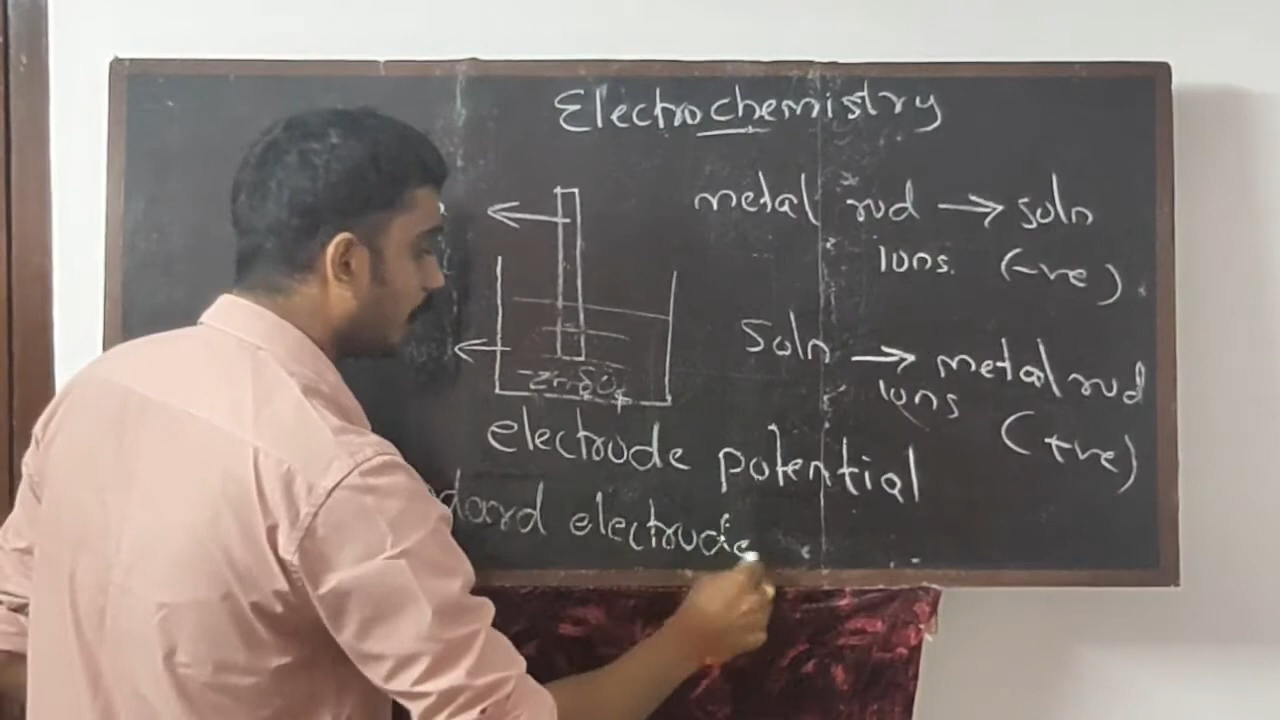 Electrochemistry
metal rod → soln
ions. (-ve)
soln → metal rod
ions (+ve)
ZnSO4
electrode potential
dard electrode